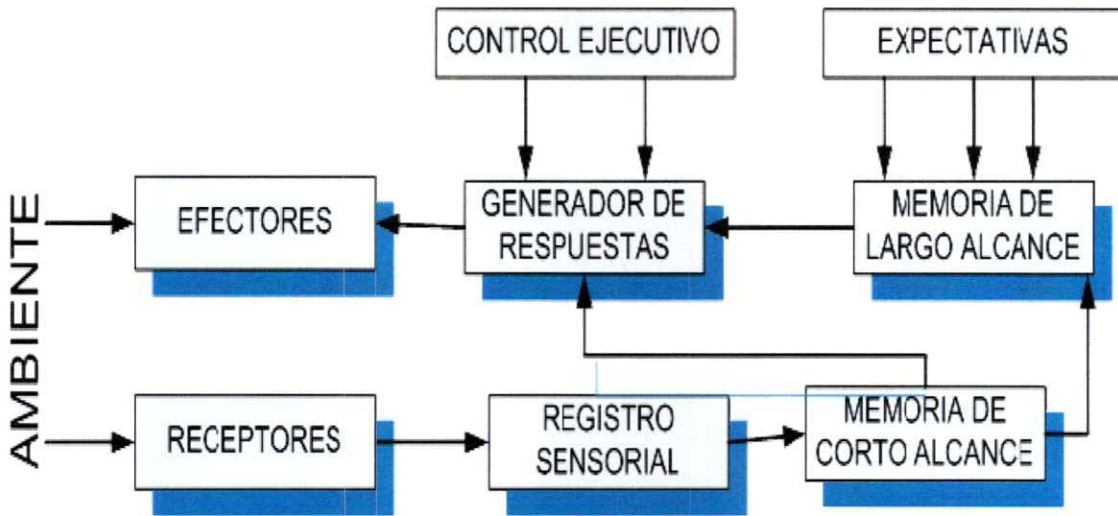 CONTROL EJECUTIVO
EXPECTATIVAS
AMBIENTE
EFECTORES
GENERADOR DE
RESPUESTAS
MEMORIA DE
LARGO ALCANCE
RECEPTORES
REGISTRO
SENSORIAL
MEMORIA DE
CORTO ALCANCE